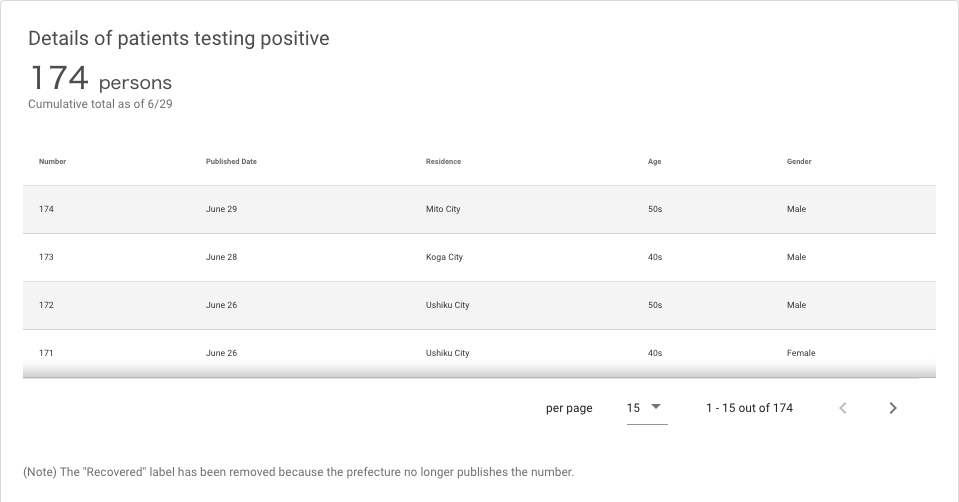 Details of patients testing positive
174 persons
Cumulative total as of 6/29
Number Published Date Residence Age Gender
174 June 29 Mito City 50s Male
173 June 28 Koga City 40s Male
172 June 26 Ushiku City 50s Male
171 June 26 Ushiku City 40s Female
per page 15 1 - 15 out of 174
(Note) The "Recovered" label has been removed because the prefecture no longer publishes the number.